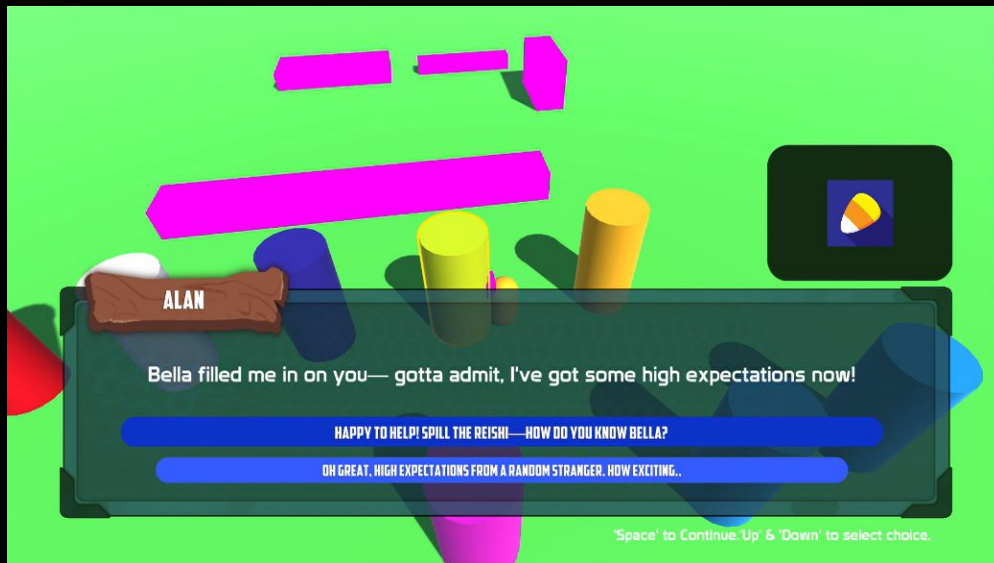 ALAN
Bella filled me in on you— gotta admit, I've got some high expectations now!
HAPPY TO HELP! SPILL THE REISHI—HOW DO YOU KNOW BELLA?
OH GREAT, HIGH EXPECTATIONS FROM A RANDOM STRANGER. HOW EXCITING..
'Space' to Continue,'Up' & 'Down' to select choice.